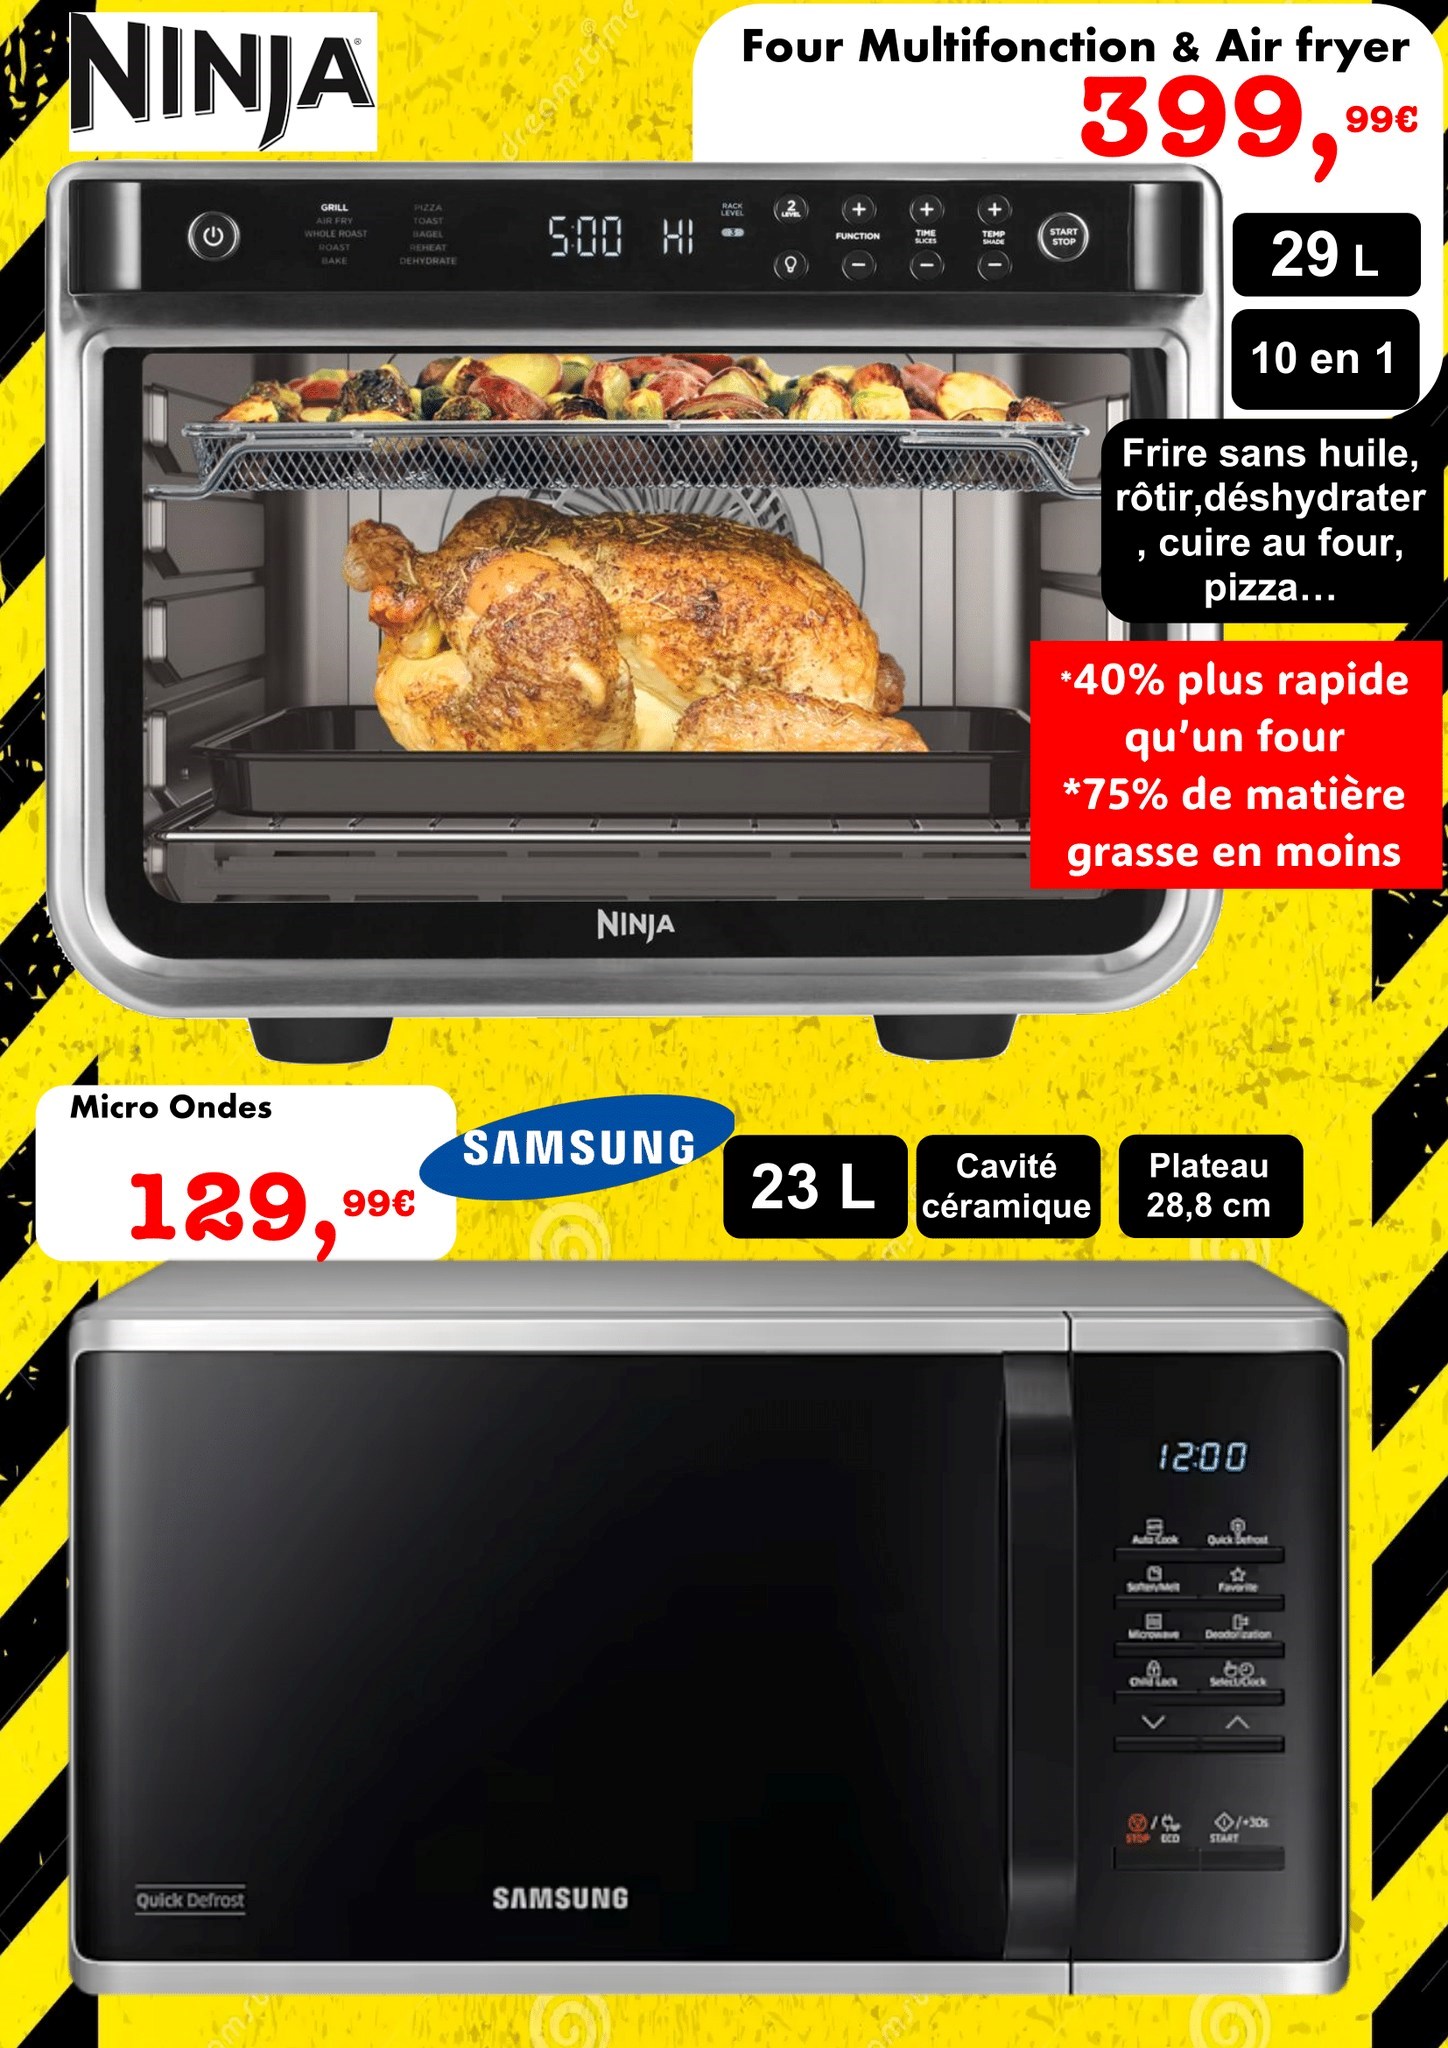 NINJA
Four Multifonction & Air fryer
399,99€
GRILL
AIR FRY
WHOLE ROAST
ROAST
BAKE
PIZZA
TOAST
BAGEL
REHEAT
DEHYDRATE
5:00 HI
RACK
LEVEL
2
LEVEL
FUNCTION
TIME
SLICES
TEMP
SHADE
START
STOP
29 L
10 en 1
Frire sans huile,
rôtir,déshydrater
, cuire au four,
pizza...
*40% plus rapide
qu'un four
*75% de matière
grasse en moins
NINJA
Micro Ondes
129,99€
SAMSUNG
23 L
Cavité
céramique
Plateau
28,8 cm
12:00
Auto Cook Quick Defrost
Soften/Melt Favorite
Microwave Deodorization
Child Lock Select/Clock
STOP / ECO
START /+30s
Quick Defrost
SAMSUNG
dreamstime